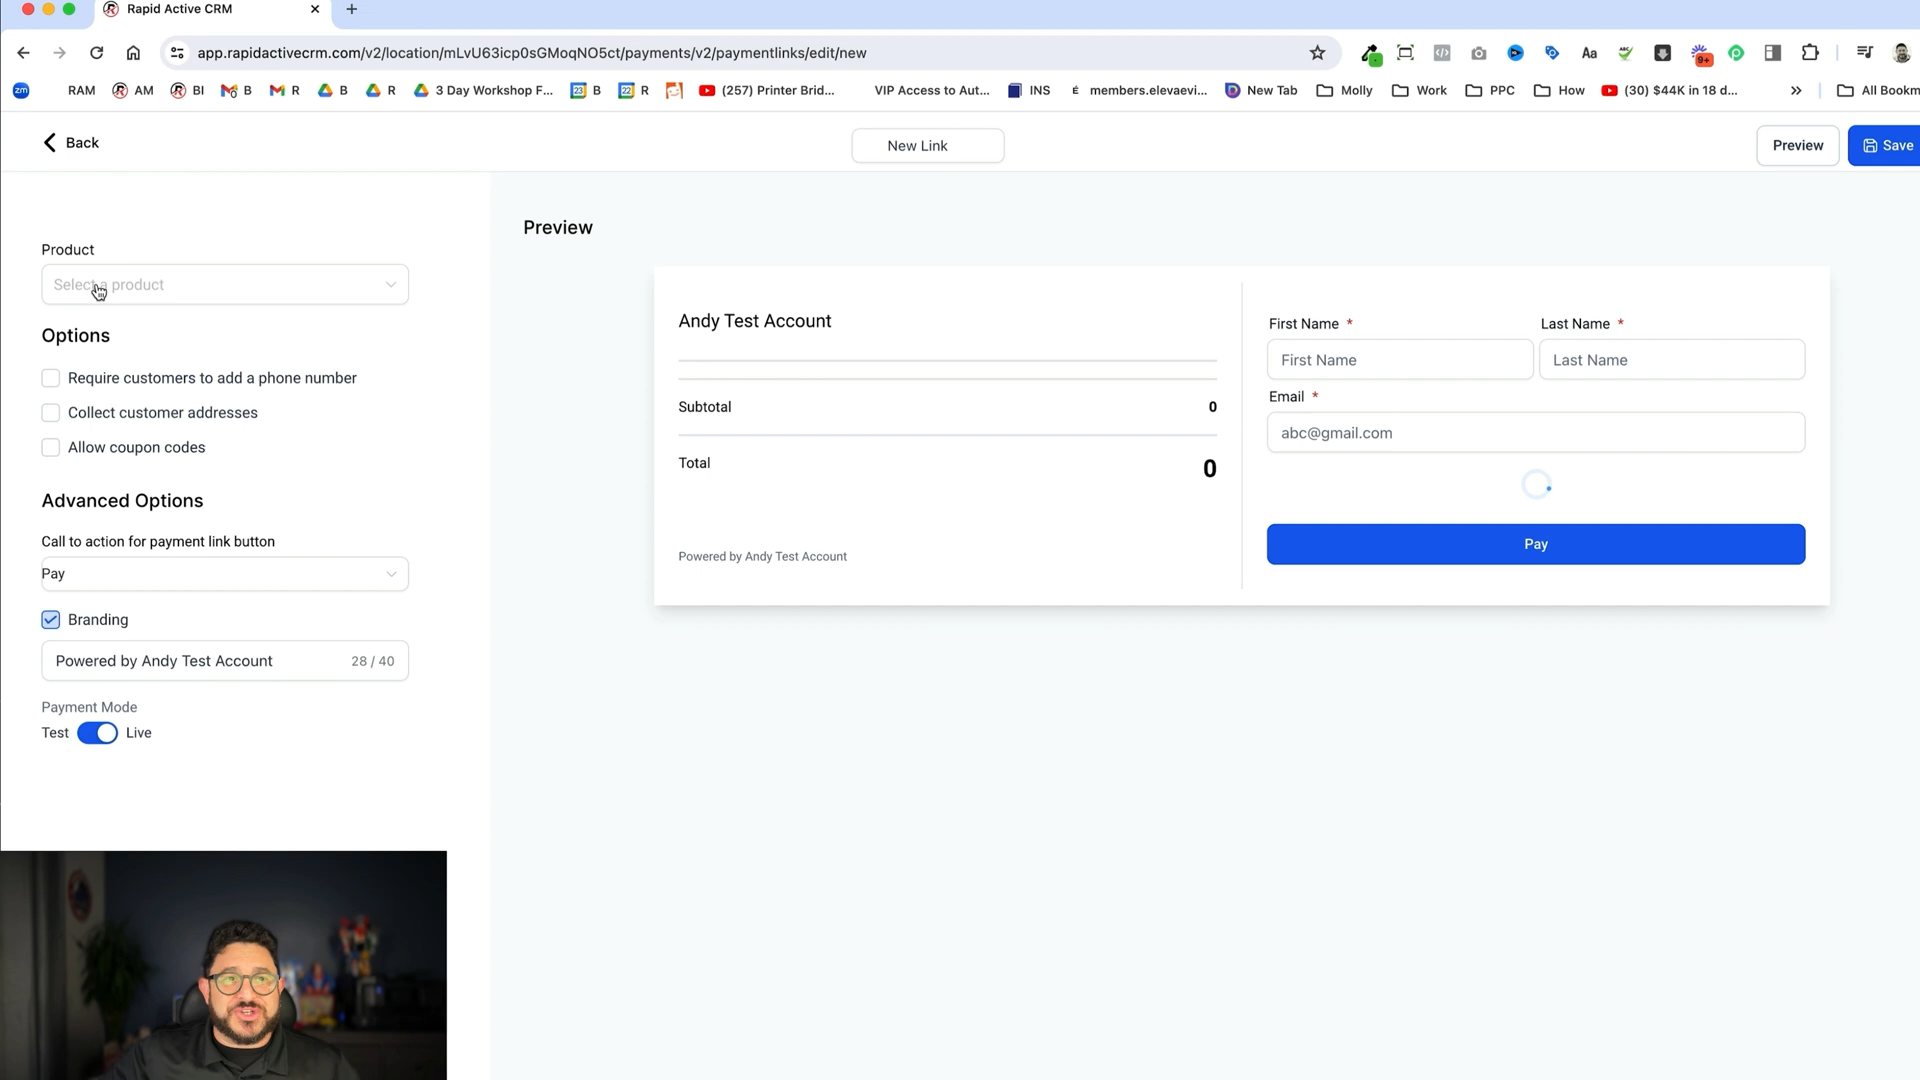 Rapid Active CRM
app.rapidactivecrm.com/v2/location/mLvU63icp0sGMoqNO5ct/payments/v2/paymentlinks/edit/new
Aa
9+
zm
RAM
AM
BI
B
R
B
R
3 Day Workshop F...
23 B
22 R
(257) Printer Brid...
VIP Access to Aut...
INS
É members.elevaevi...
New Tab
Molly
Work
PPC
How
(30) $44K in 18 d...
All Bookm
Back
New Link
Preview
Save
Product
Select a product
Options
Require customers to add a phone number
Collect customer addresses
Allow coupon codes
Advanced Options
Call to action for payment link button
Pay
Branding
Powered by Andy Test Account 28 / 40
Payment Mode
Test Live
Preview
Andy Test Account
Subtotal 0
Total 0
Powered by Andy Test Account
First Name * Last Name *
First Name Last Name
Email *
abc@gmail.com
Pay